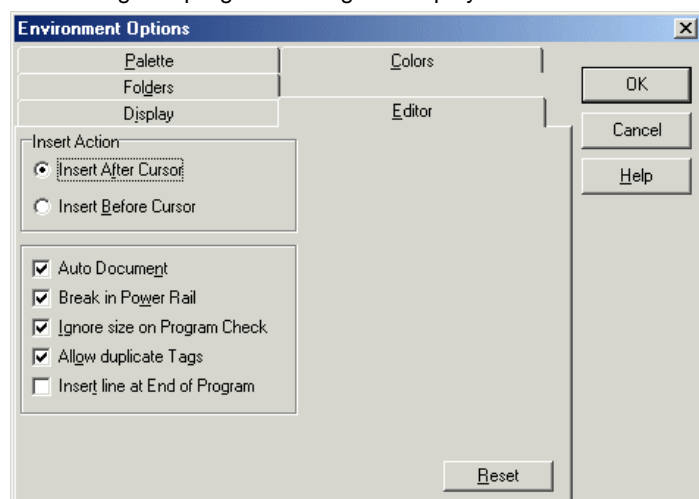 Environment Options
Palette
Colors
Folders
Display
Editor
OK
Cancel
Help
Insert Action
Insert After Cursor
Insert Before Cursor
Auto Document
Break in Power Rail
Ignore size on Program Check
Allow duplicate Tags
Insert line at End of Program
Reset